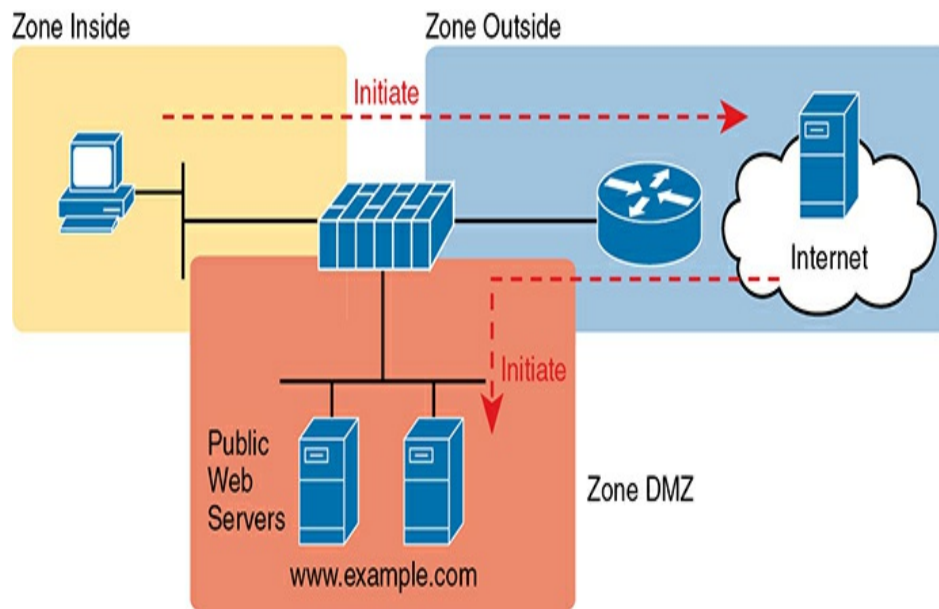 Zone Inside
Zone Outside
Initiate
Internet
Initiate
Public
Web
Servers
Zone DMZ
www.example.com